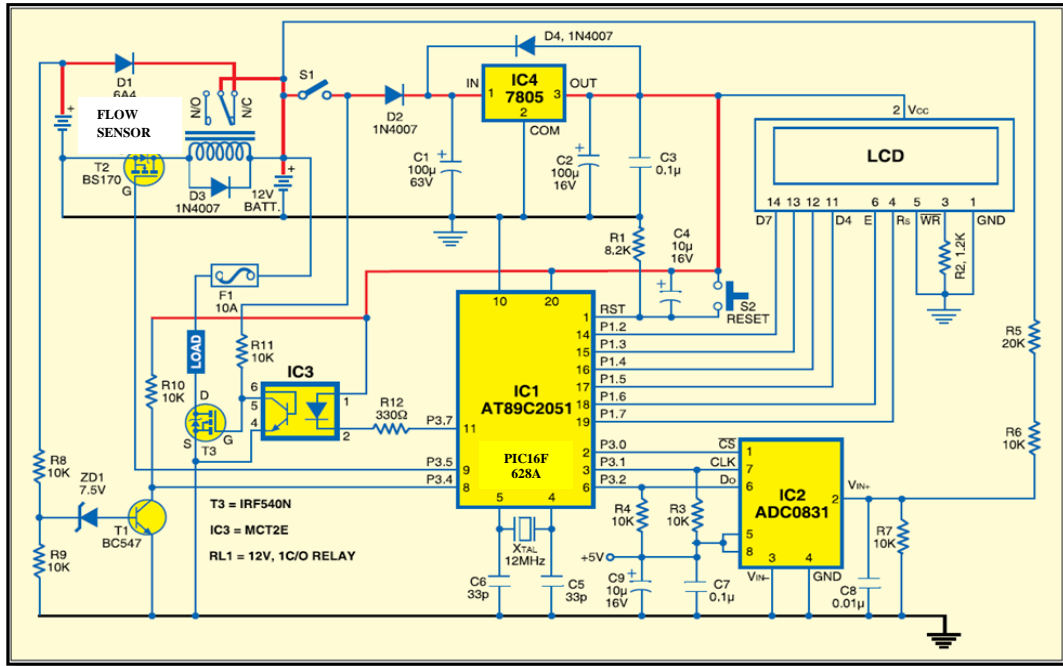 D4, 1N4007
D1
6A4
S1
IN
IC4
7805
OUT
1
3
2
COM
D2
1N4007
N/O
N/C
+
FLOW
SENSOR
T2
BS170
G
D3
1N4007
12V
BATT.
+
C1
100µ
63V
+
C2
100µ
16V
+
C3
0.1µ
2 Vcc
LCD
14 13 12 11 6 4 5 3 1
D7 D4 E Rs WR GND
R2, 1.2K
R1
8.2K
C4
10µ
16V
+
S2
RESET
F1
10A
LOAD
R11
10K
R10
10K
IC3
6
5
4
1
2
R12
330Ω
D
S
G
T3
10
20
IC1
AT89C2051
PIC16F
628A
RST
1
P1.2
14
P1.3
15
P1.4
16
P1.5
17
P1.6
18
P1.7
19
P3.0
2
P3.1
3
P3.2
6
P3.7
11
P3.5
9
P3.4
8
5
4
CS
CLK
Do
1
7
6
5
8
IC2
ADC0831
2
VIN+
3
4
VIN–
GND
R5
20K
R6
10K
R7
10K
R8
10K
R9
10K
ZD1
7.5V
T1
BC547
T3 = IRF540N
IC3 = MCT2E
RL1 = 12V, 1C/O RELAY
XTAL
12MHz
C6
33p
C5
33p
R4
10K
R3
10K
+5V
C9
10µ
16V
+
C7
0.1µ
C8
0.01µ